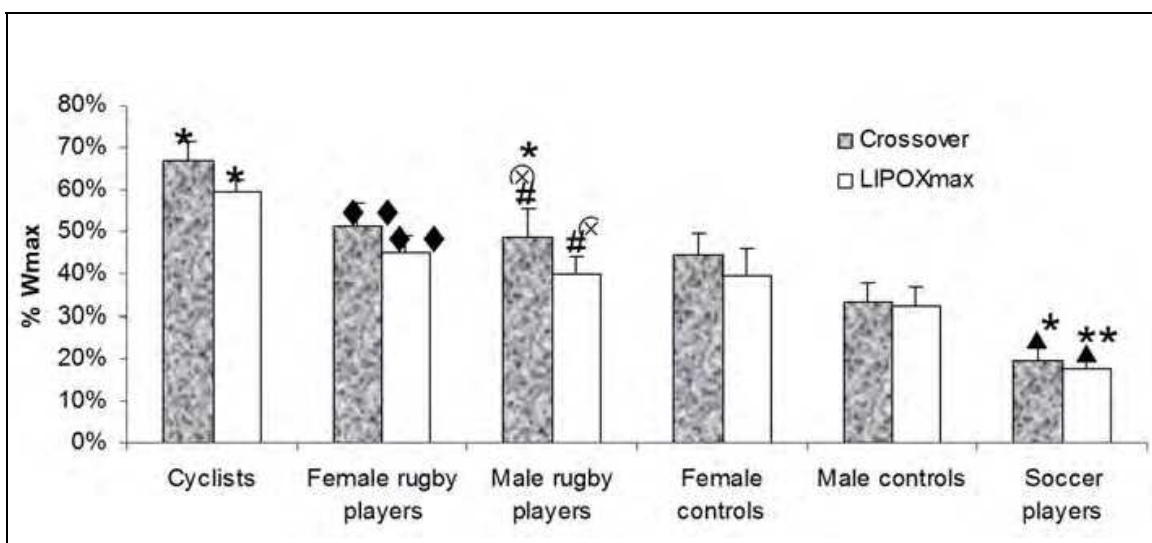 80%
70%
60%
50%
40%
30%
20%
10%
0%
% Wmax
* * ♦ ♦ ♦ ♦ * ⊗ # # ⊗ ▲ * ▲ **
Crossover
LIPOXmax
Cyclists
Female rugby
players
Male rugby
players
Female
controls
Male controls
Soccer
players